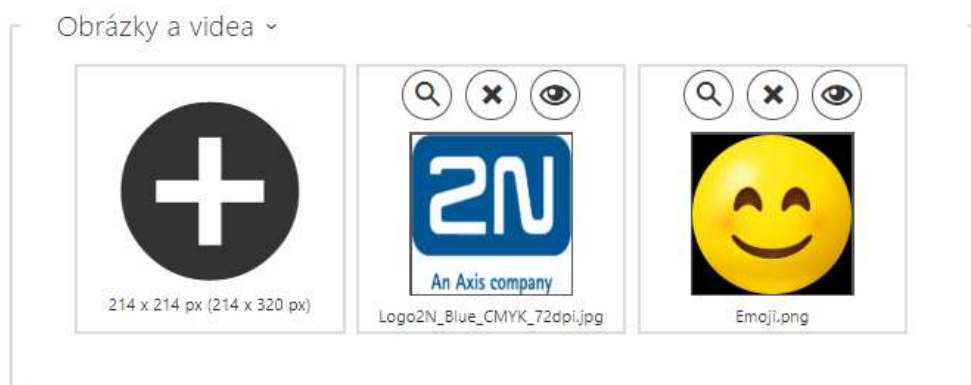 Obrázky a videa
2N
An Axis company
214 x 214 px (214 x 320 px)
Logo2N_Blue_CMYK_72dpi.jpg
Emoji.png